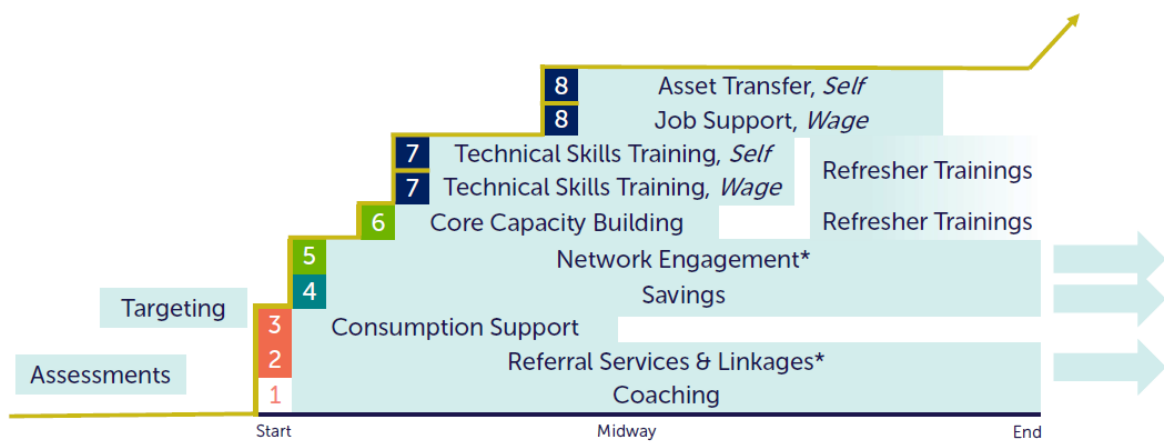 8 Asset Transfer, Self
8 Job Support, Wage
7 Technical Skills Training, Self
7 Technical Skills Training, Wage
Refresher Trainings
6 Core Capacity Building
Refresher Trainings
5 Network Engagement*
4 Savings
Targeting
3 Consumption Support
2 Referral Services & Linkages*
Assessments
1 Coaching
Start Midway End